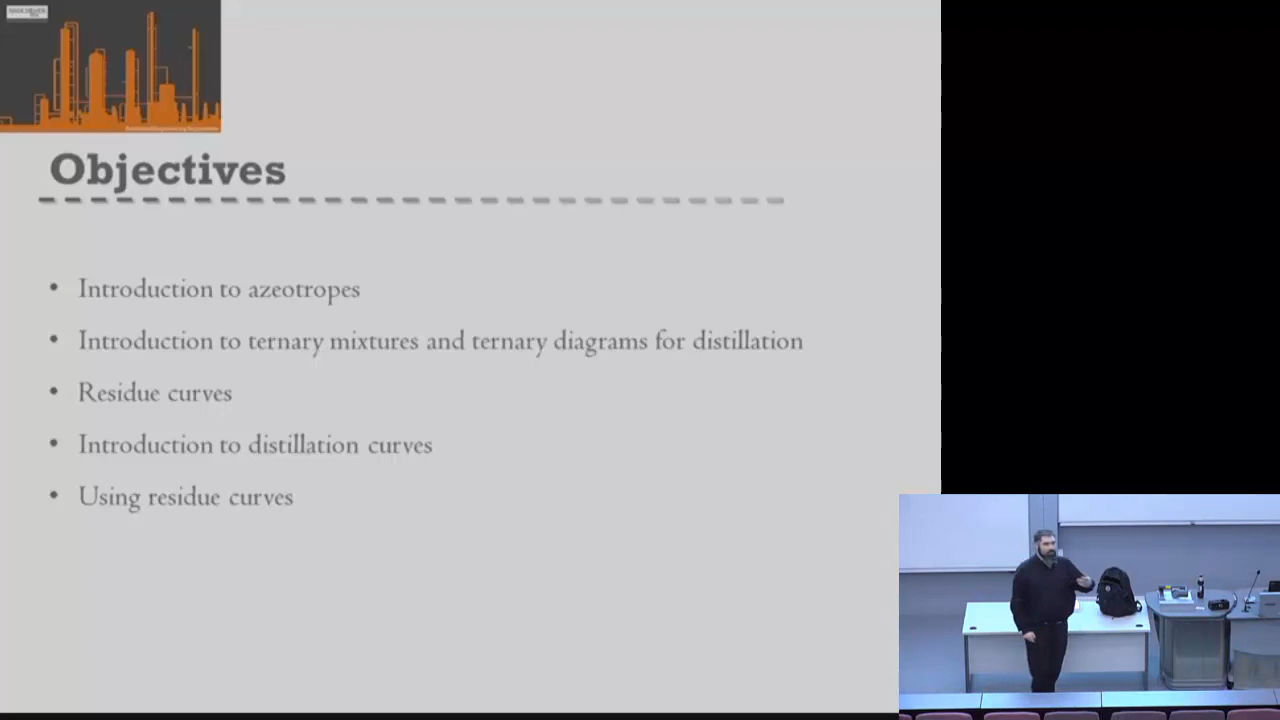 Objectives
• Introduction to azeotropes
• Introduction to ternary mixtures and ternary diagrams for distillation
• Residue curves
• Introduction to distillation curves
• Using residue curves